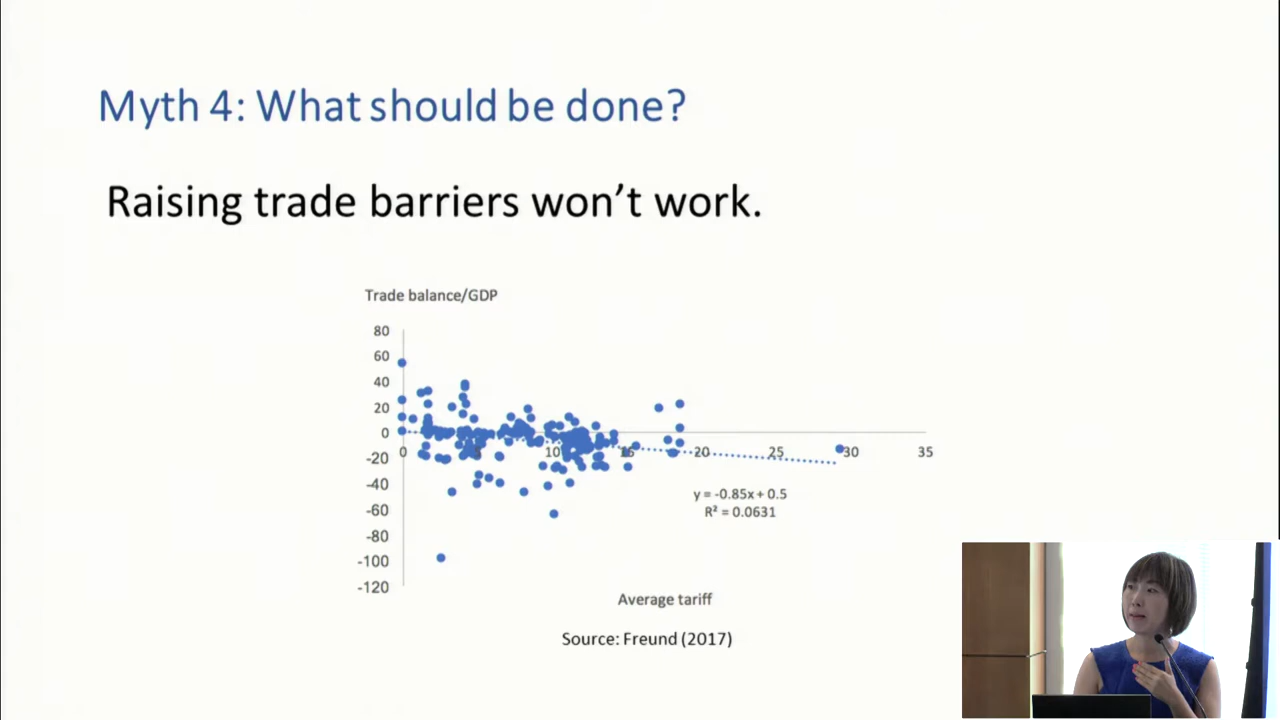 Myth 4: What should be done?
Raising trade barriers won’t work.
Trade balance/GDP
80
60
40
20
0
-20
-40
-60
-80
-100
-120
0 5 10 15 20 25 30 35
y = -0.85x + 0.5
R² = 0.0631
Average tariff
Source: Freund (2017)